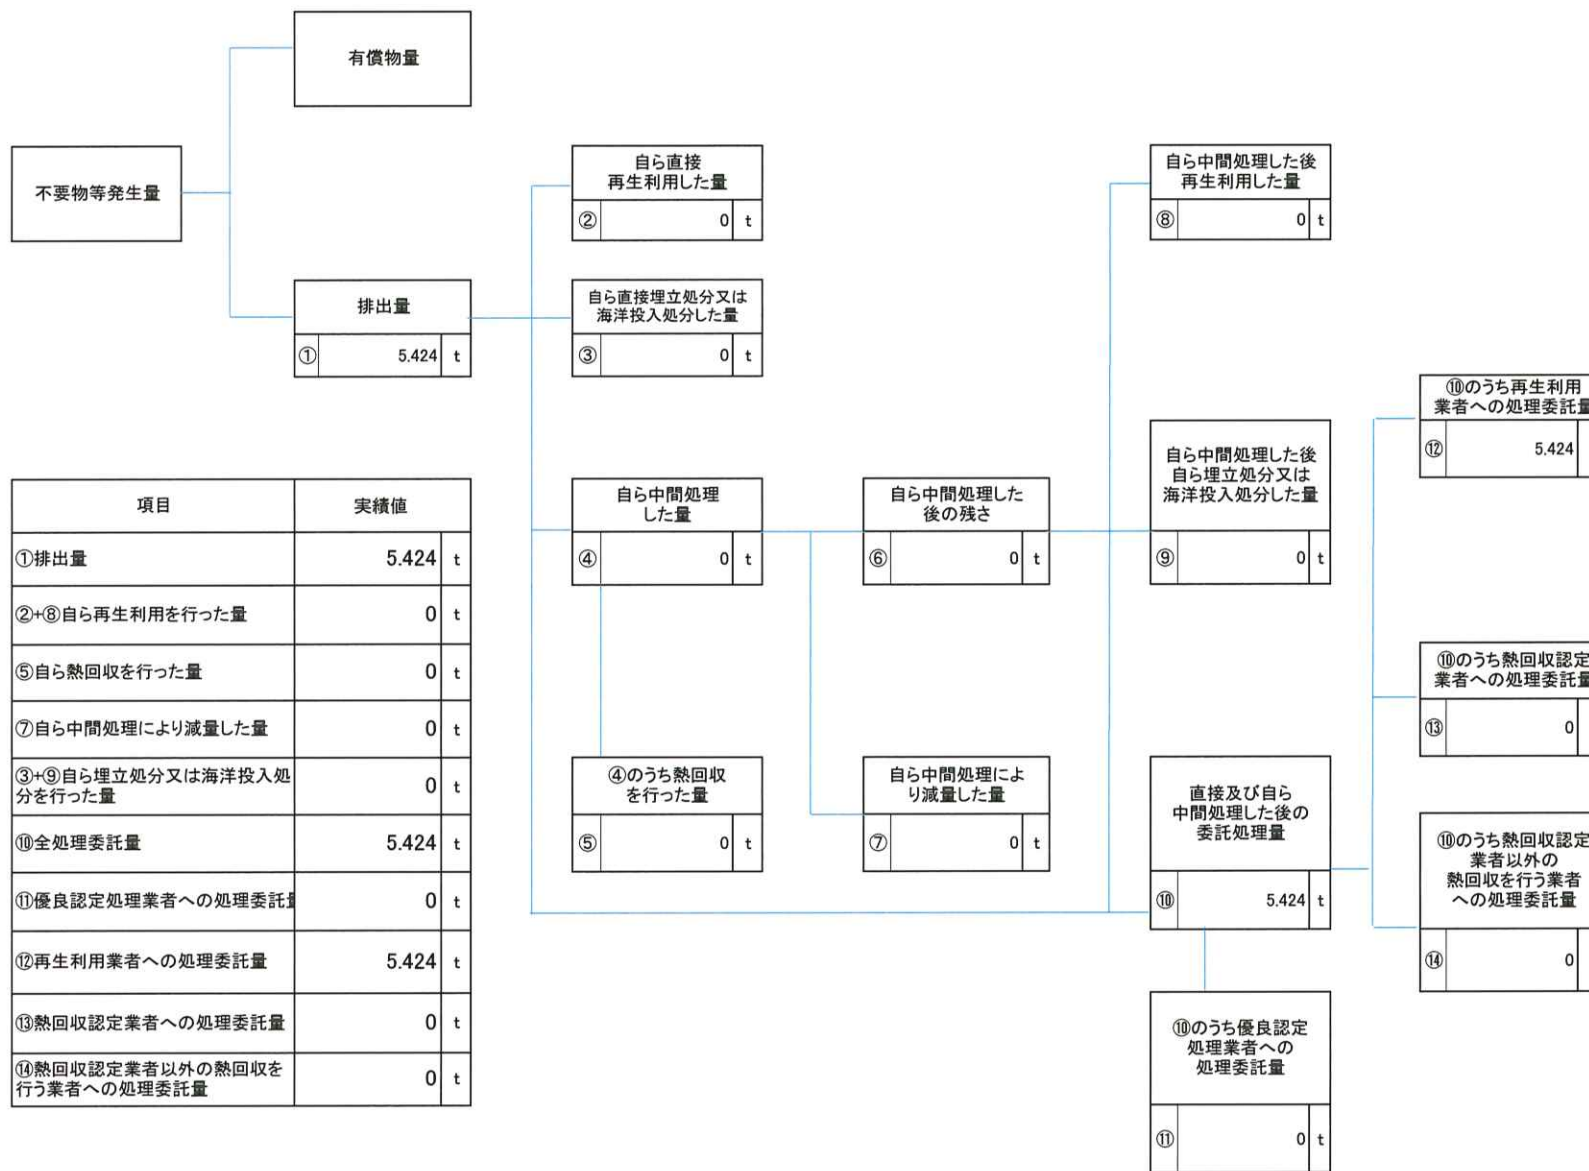 有償物量
不要物等発生量
排出量
① 5.424 t
自ら直接
再生利用した量
② 0 t
自ら直接埋立処分又は
海洋投入処分した量
③ 0 t
自ら中間処理
した量
④ 0 t
④のうち熱回収
を行った量
⑤ 0 t
自ら中間処理した
後の残さ
⑥ 0 t
自ら中間処理によ
り減量した量
⑦ 0 t
自ら中間処理した後
再生利用した量
⑧ 0 t
自ら中間処理した後
自ら埋立処分又は
海洋投入処分した量
⑨ 0 t
直接及び自ら
中間処理した後の
委託処理量
⑩ 5.424 t
⑩のうち優良認定
処理業者への
処理委託量
⑪ 0 t
⑩のうち再生利用
業者への処理委託量
⑫ 5.424
⑩のうち熱回収認定
業者への処理委託量
⑬ 0
⑩のうち熱回収認定
業者以外の
熱回収を行う業者
への処理委託量
⑭ 0
項目 実績値
①排出量 5.424 t
②+⑧自ら再生利用を行った量 0 t
⑤自ら熱回収を行った量 0 t
⑦自ら中間処理により減量した量 0 t
③+⑨自ら埋立処分又は海洋投入処
分を行った量 0 t
⑩全処理委託量 5.424 t
⑪優良認定処理業者への処理委託量 0 t
⑫再生利用業者への処理委託量 5.424 t
⑬熱回収認定業者への処理委託量 0 t
⑭熱回収認定業者以外の熱回収を
行う業者への処理委託量 0 t